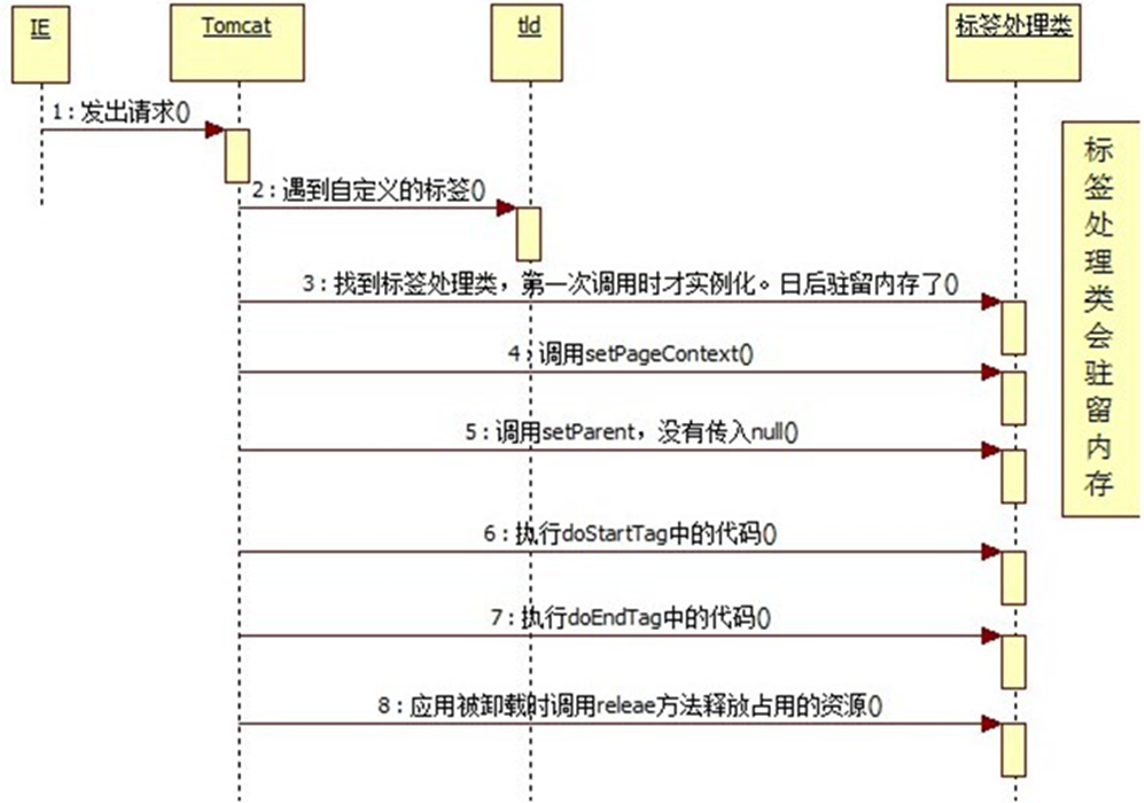 IE
Tomcat
tld
标签处理类
1 : 发出请求()
2 : 遇到自定义的标签()
3 : 找到标签处理类，第一次调用时才实例化。日后驻留内存了()
4 : 调用setPageContext()
5 : 调用setParent，没有传入null()
6 : 执行doStartTag中的代码()
7 : 执行doEndTag中的代码()
8 : 应用被卸载时调用releae方法释放占用的资源()
标
签
处
理
类
会
驻
留
内
存